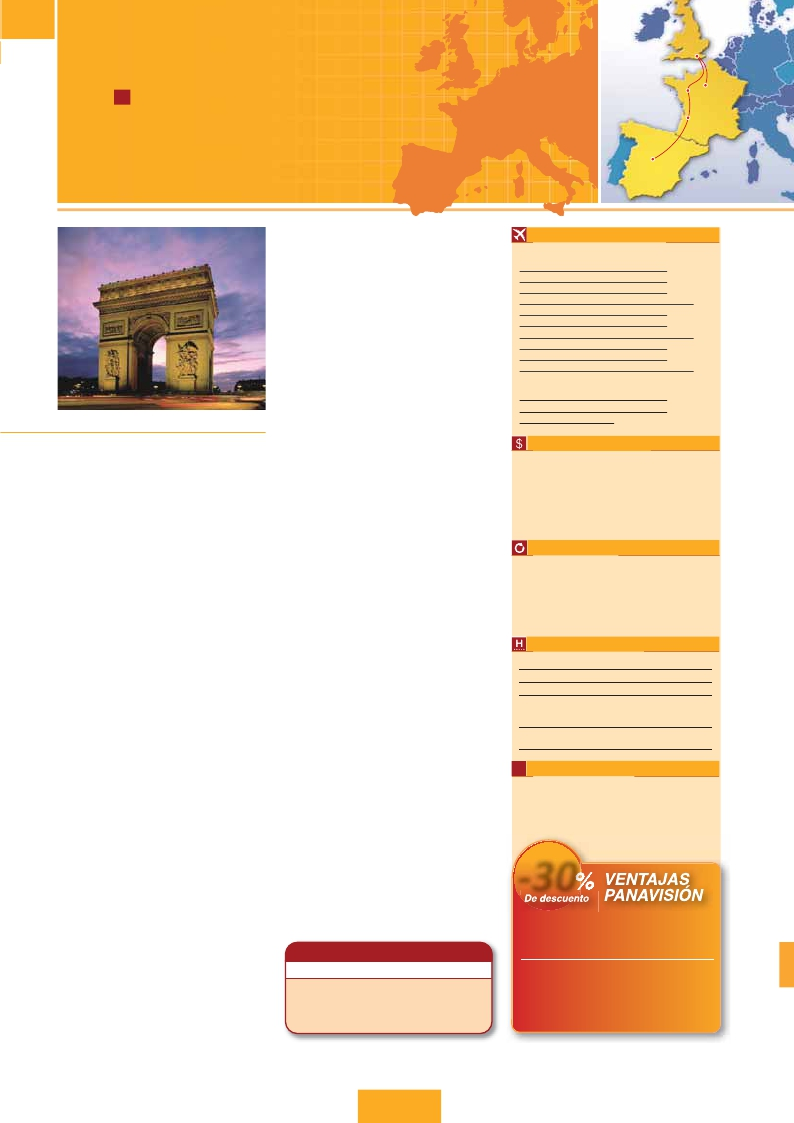 $
H
-30%
De descuento
VENTAJAS
PANAVISIÓN